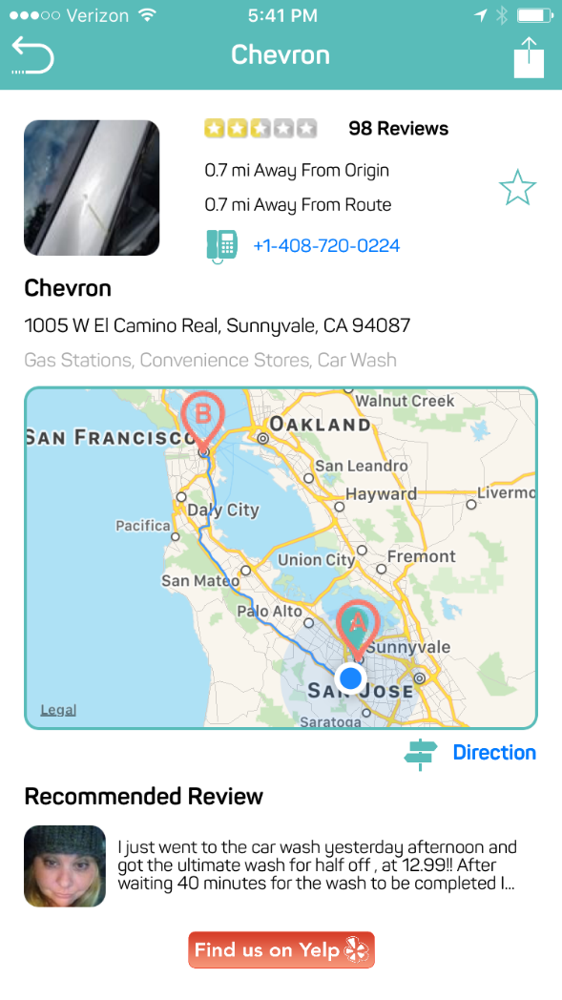 Verizon 5:41 PM
Chevron
98 Reviews
0.7 mi Away From Origin
0.7 mi Away From Route
+1-408-720-0224
Chevron
1005 W El Camino Real, Sunnyvale, CA 94087
Gas Stations, Convenience Stores, Car Wash
Walnut Creek
B
OAKLAND
SAN FRANCISCO
San Leandro
Hayward
Livermo
Daly City
Pacifica
Union City
Fremont
San Mateo
Palo Alto
A
Sunnyvale
SAN JOSE
Legal
Saratoga
Direction
Recommended Review
I just went to the car wash yesterday afternoon and
got the ultimate wash for half off , at 12.99!! After
waiting 40 minutes for the wash to be completed I...
Find us on Yelp